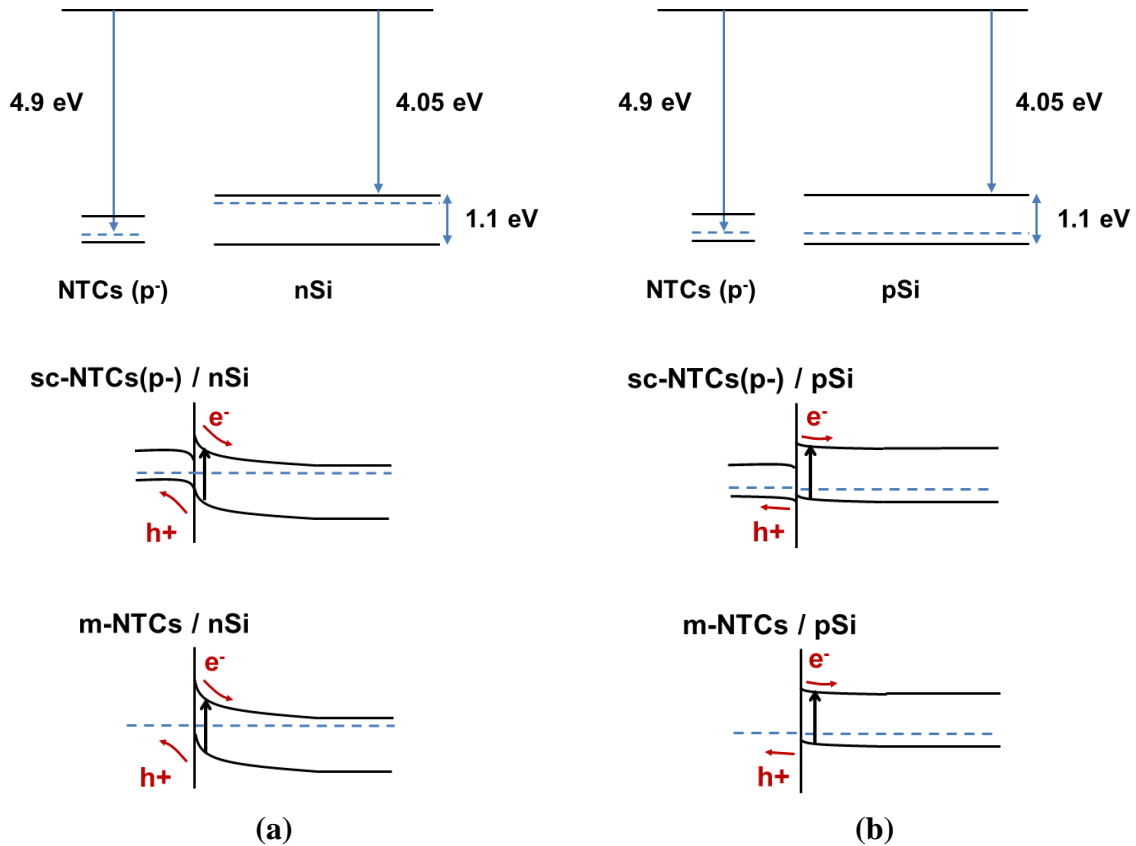 4.9 eV
4.05 eV
1.1 eV
NTCs (p-)
nSi
sc-NTCs(p-) / nSi
e-
h+
m-NTCs / nSi
e-
h+
(a)
4.9 eV
4.05 eV
1.1 eV
NTCs (p-)
pSi
sc-NTCs(p-) / pSi
e-
h+
m-NTCs / pSi
e-
h+
(b)